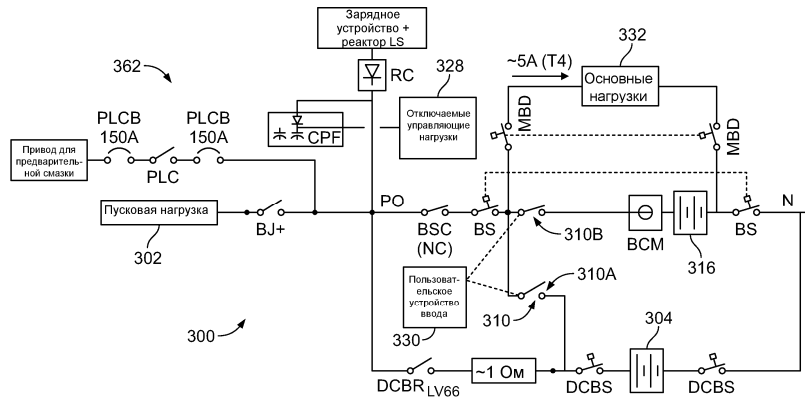 Зарядное
устройство +
реактор LS
362
RC
328
~5A (T4)
332
Основные
нагрузки
PLCB
150A
PLCB
150A
CPF
Отключаемые
управляющие
нагрузки
MBD
MBD
Привод для
предваритель-
ной смазки
PLC
Пусковая нагрузка
302
BJ+
PO
BSC
(NC)
BS
310B
BCM
316
BS
N
Пользова-
тельское
устройство
ввода
330
310A
310
300
304
DCBR
LV66
~1 Ом
DCBS
DCBS